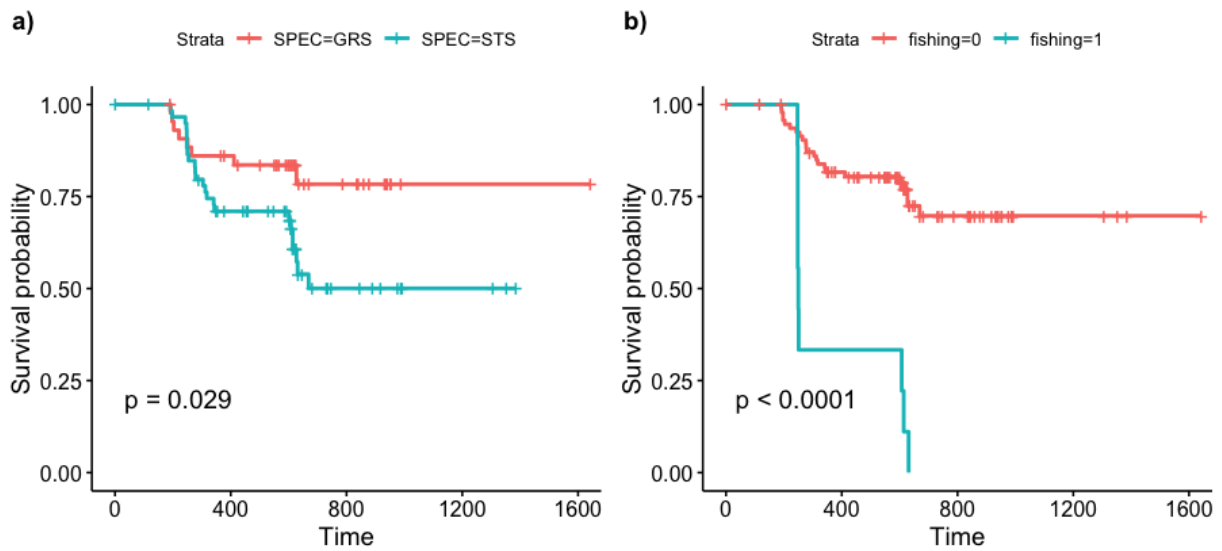 a)
Strata SPEC=GRS SPEC=STS
1.00
0.75
0.50
0.25
0.00
Survival probability
p = 0.029
0 400 800 1200 1600
Time
b)
Strata fishing=0 fishing=1
1.00
0.75
0.50
0.25
0.00
Survival probability
p < 0.0001
0 400 800 1200 1600
Time